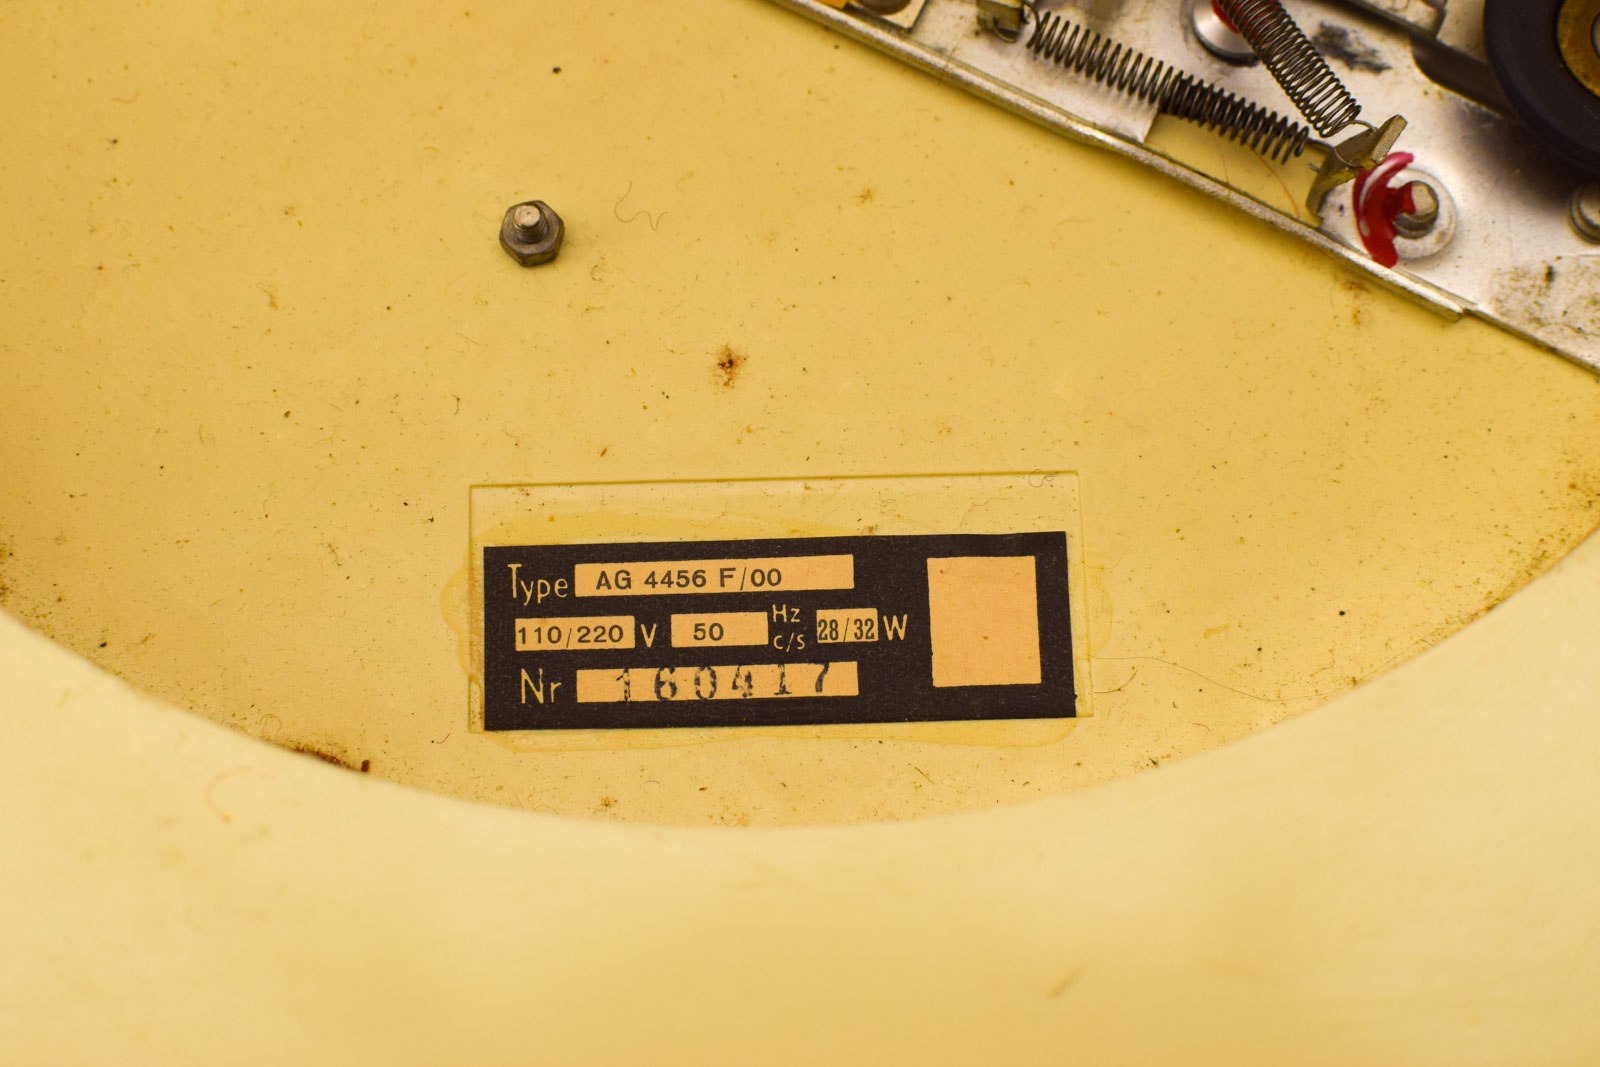 Type AG 4456 F/00
110/220 V 50 Hz c/s 28/32 W
Nr 160417